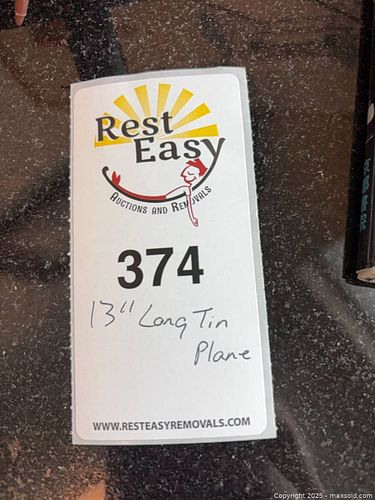 Rest
Easy
AUCTIONS AND REMOVALS
374
13" Long Tin
Plane
WWW.RESTEASYREMOVALS.COM
Copyright 2025 - maxsold.com